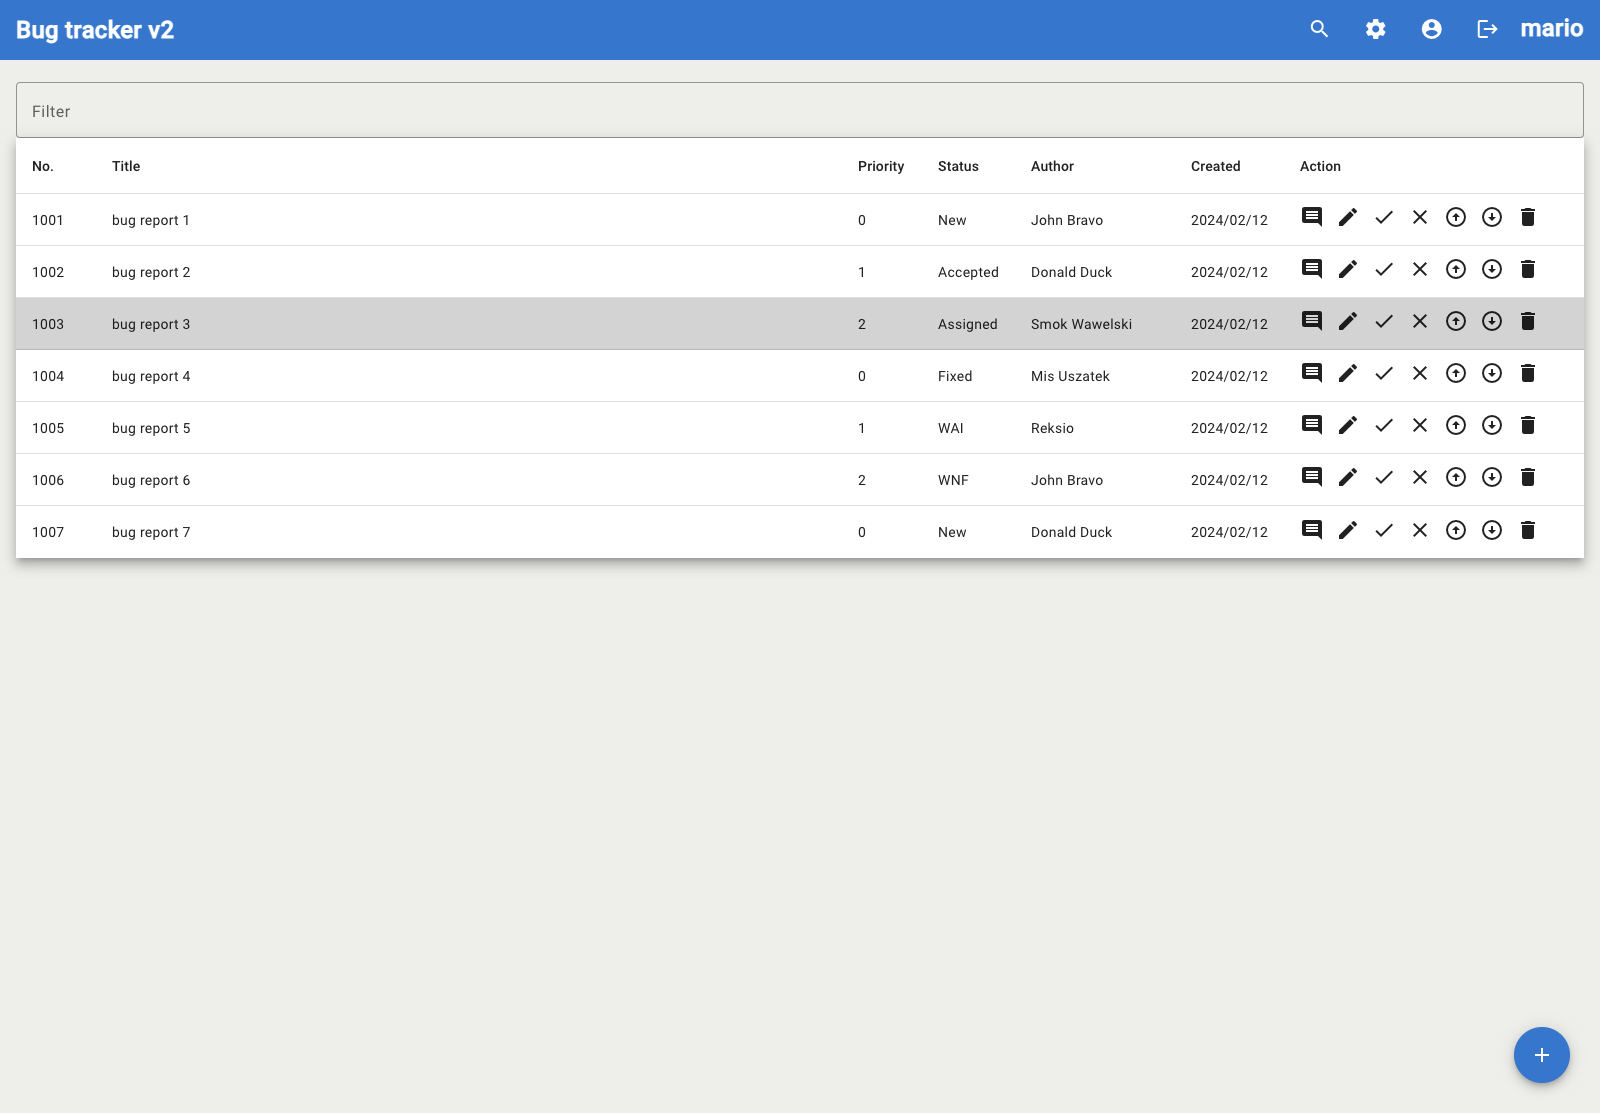 Bug tracker v2 mario
Filter
No. Title Priority Status Author Created Action
1001 bug report 1 0 New John Bravo 2024/02/12
1002 bug report 2 1 Accepted Donald Duck 2024/02/12
1003 bug report 3 2 Assigned Smok Wawelski 2024/02/12
1004 bug report 4 0 Fixed Mis Uszatek 2024/02/12
1005 bug report 5 1 WAI Reksio 2024/02/12
1006 bug report 6 2 WNF John Bravo 2024/02/12
1007 bug report 7 0 New Donald Duck 2024/02/12